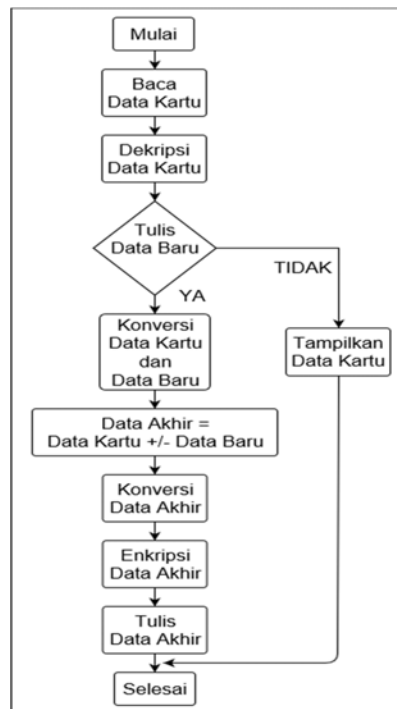 Mulai
Baca
Data Kartu
Dekripsi
Data Kartu
Tulis
Data Baru
TIDAK
YA
Konversi
Data Kartu
dan
Data Baru
Tampilkan
Data Kartu
Data Akhir =
Data Kartu +/- Data Baru
Konversi
Data Akhir
Enkripsi
Data Akhir
Tulis
Data Akhir
Selesai